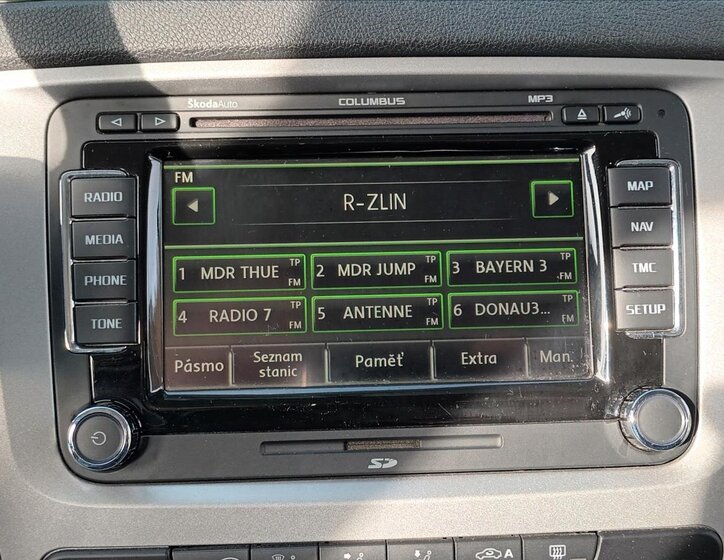 ŠkodaAuto COLUMBUS MP3
FM
R-ZLIN
RADIO
MEDIA
PHONE
TONE
1 MDR THUE TP FM
2 MDR JUMP TP FM
3 BAYERN 3 TP FM
4 RADIO 7 TP FM
5 ANTENNE TP FM
6 DONAU3... TP FM
Pásmo
Seznam
stanic
Paměť
Extra
Man.
MAP
NAV
TMC
SETUP
SD
A